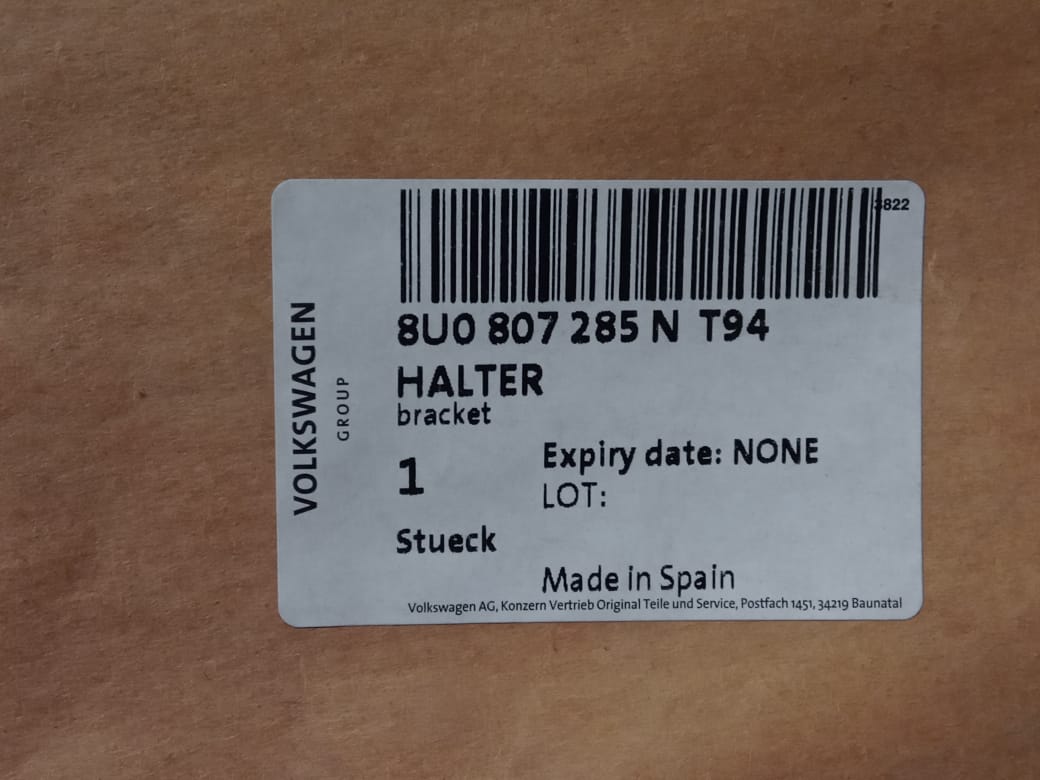 VOLKSWAGEN
GROUP
8U0 807 285 N T94
HALTER
bracket
1
Expiry date: NONE
LOT:
Stueck
Made in Spain
Volkswagen AG, Konzern Vertrieb Original Teile und Service, Postfach 1451, 34219 Baunatal